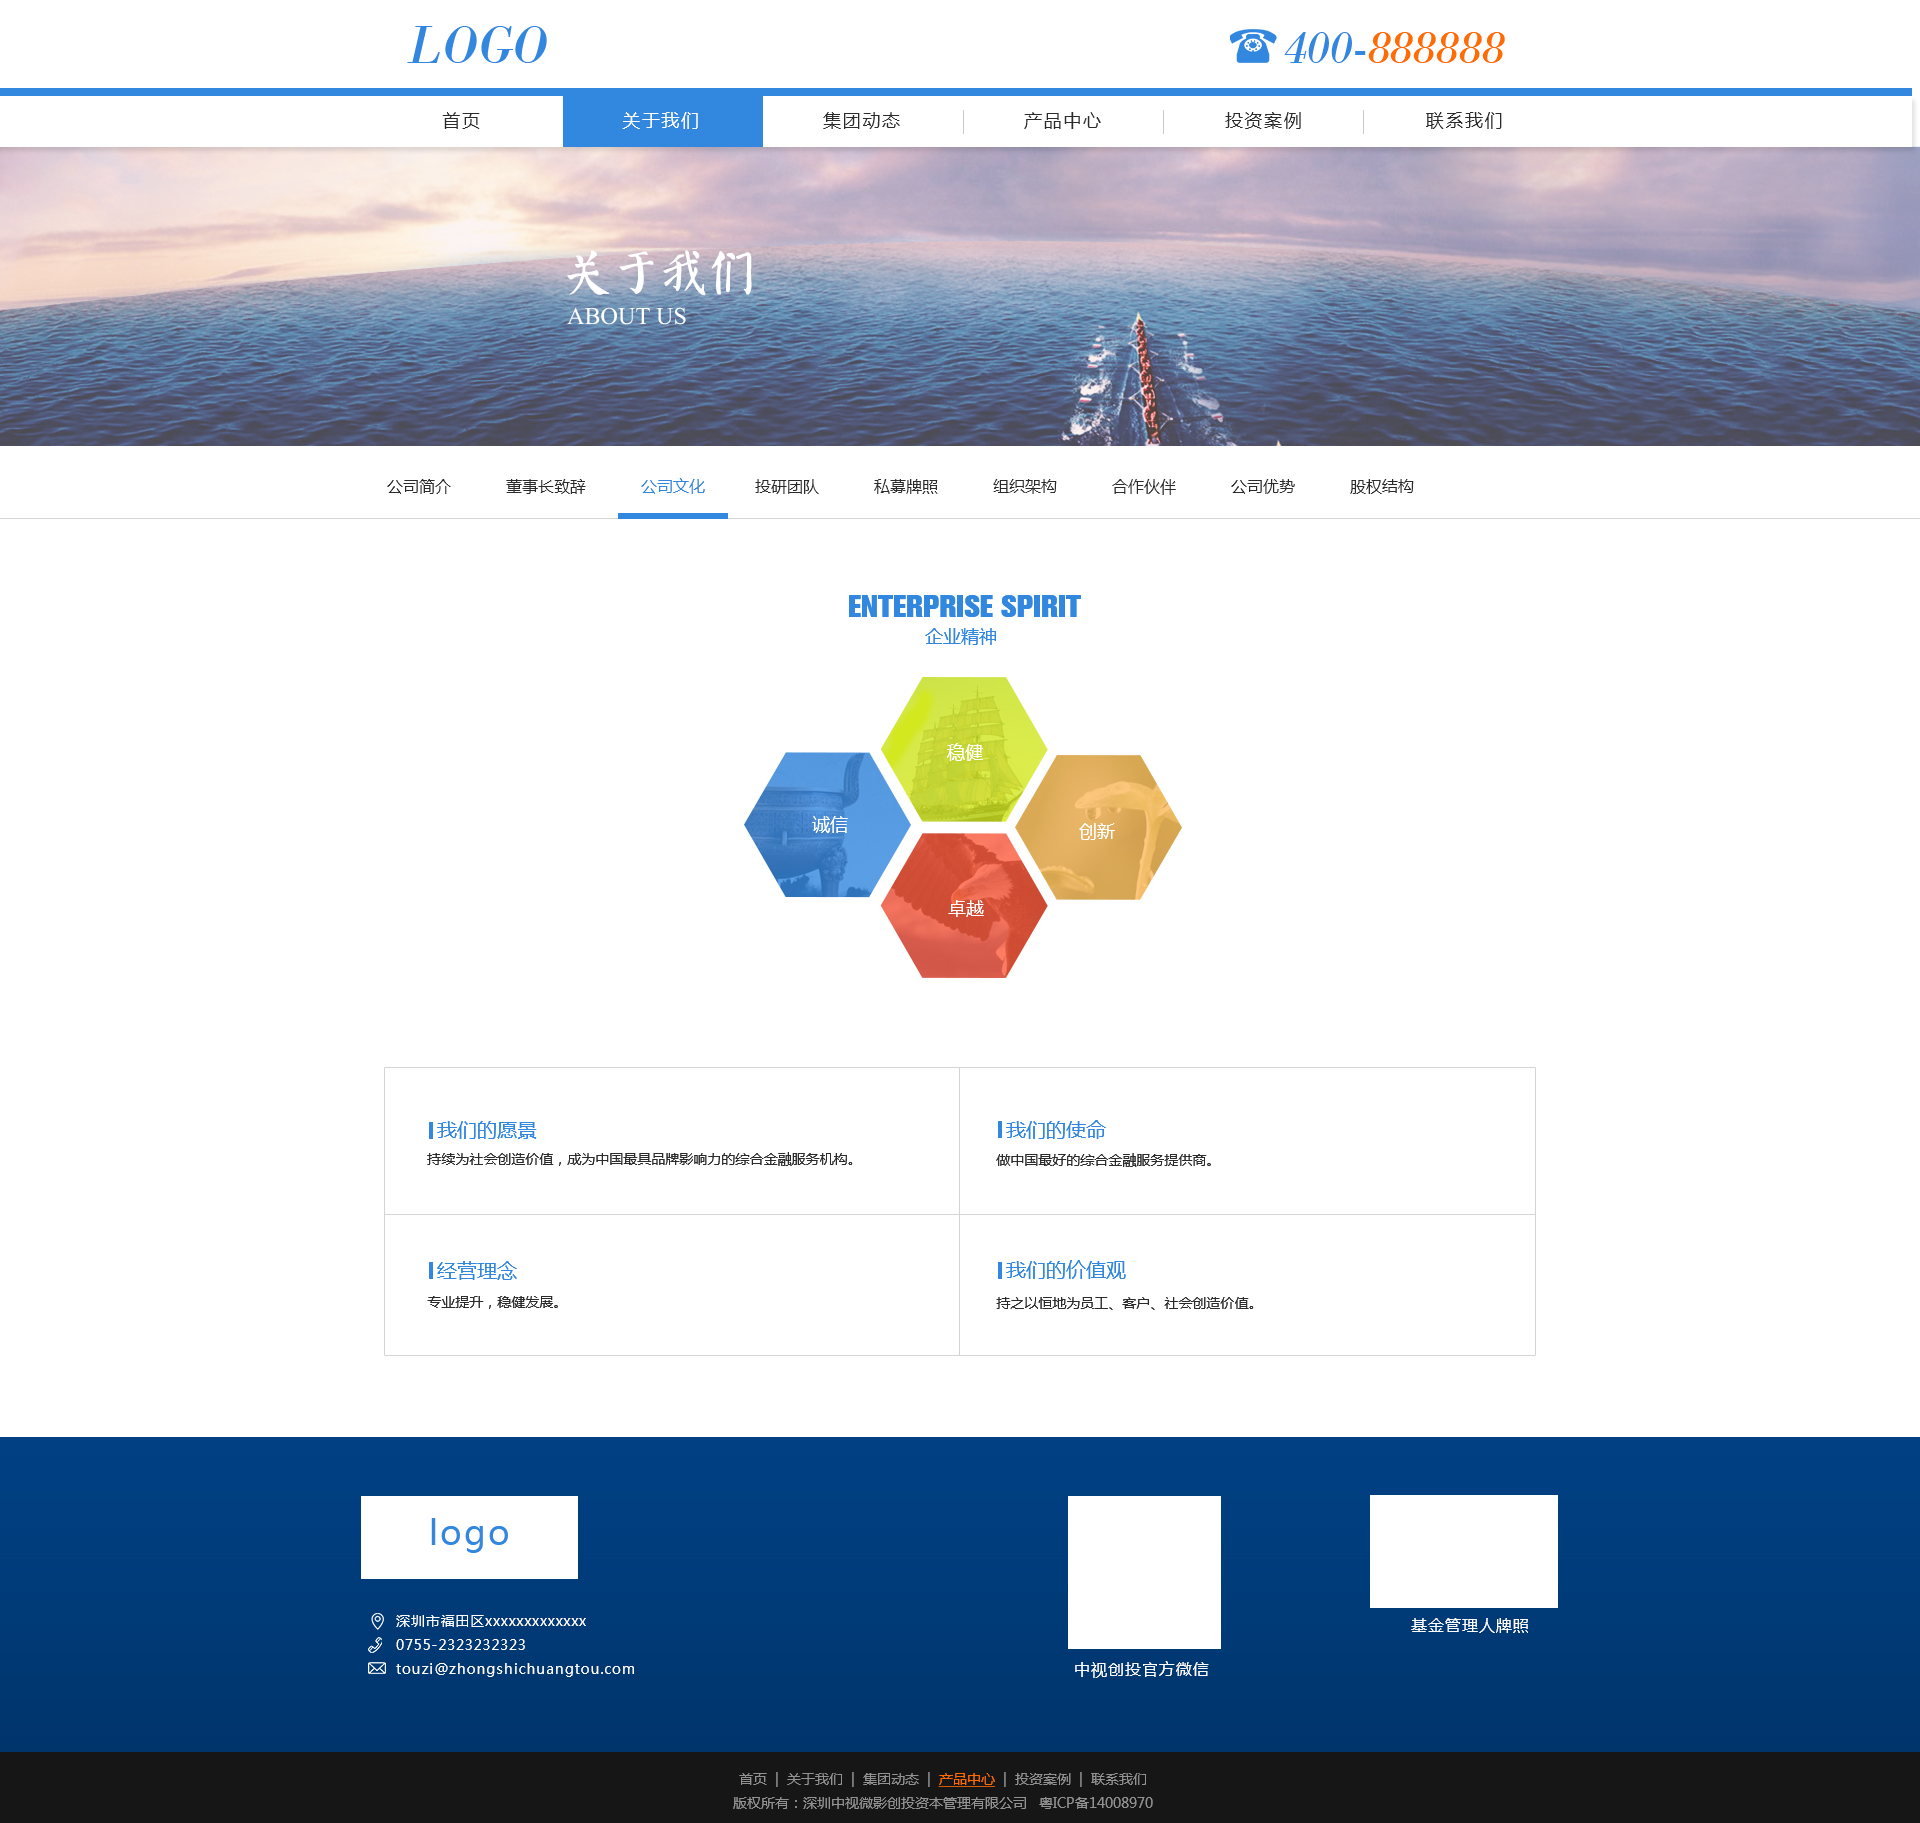 LOGO
400-888888
首页 关于我们 集团动态 产品中心 投资案例 联系我们
关于我们
ABOUT US
公司简介 董事长致辞 公司文化 投研团队 私募牌照 组织架构 合作伙伴 公司优势 股权结构
ENTERPRISE SPIRIT
企业精神
稳健
诚信
创新
卓越
我们的愿景
持续为社会创造价值，成为中国最具品牌影响力的综合金融服务机构。
我们的使命
做中国最好的综合金融服务提供商。
经营理念
专业提升，稳健发展。
我们的价值观
持之以恒地为员工、客户、社会创造价值。
logo
深圳市福田区xxxxxxxxxxxxx
0755-2323232323
touzi@zhongshichuangtou.com
中视创投官方微信
基金管理人牌照
首页 | 关于我们 | 集团动态 | 产品中心 | 投资案例 | 联系我们
版权所有：深圳中视微影创投资本管理有限公司 粤ICP备14008970